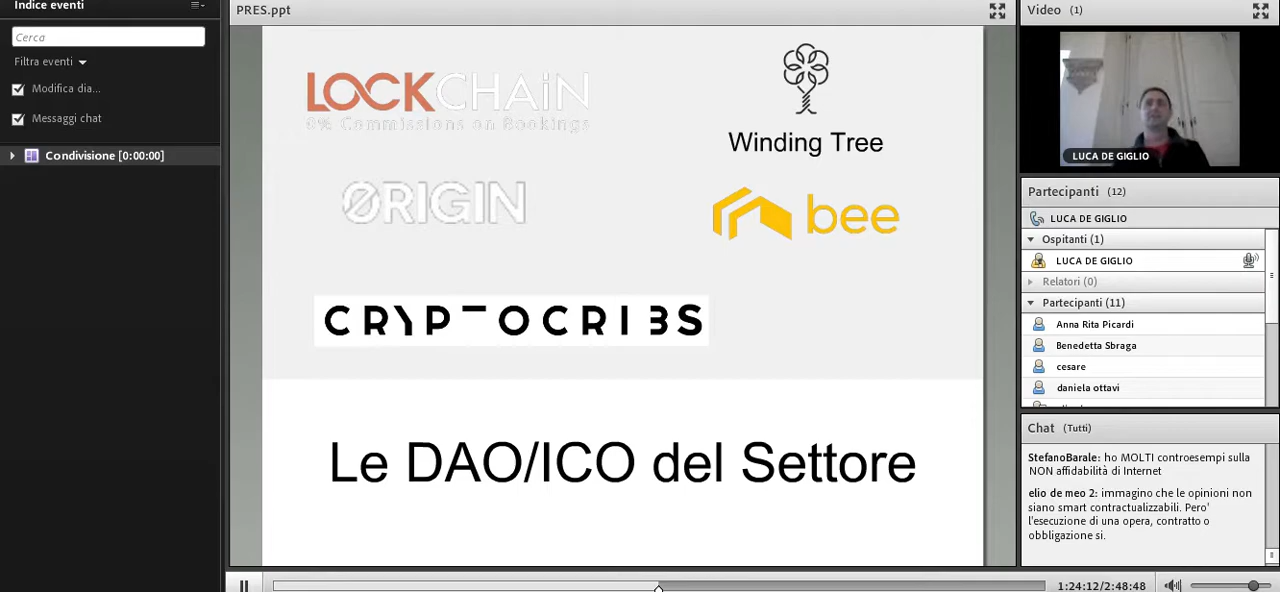 Indice eventi
Cerca
Filtra eventi
Modifica dia...
Messaggi chat
Condivisione [0:00:00]
PRES.ppt
LOCKCHAiN
0% Commissions on Bookings
Winding Tree
ORIGIN
bee
CRYPTOCRIBS
Le DAO/ICO del Settore
Video (1)
LUCA DE GIGLIO
Partecipanti (12)
LUCA DE GIGLIO
Ospitanti (1)
LUCA DE GIGLIO
Relatori (0)
Partecipanti (11)
Anna Rita Picardi
Benedetta Sbraga
cesare
daniela ottavi
Chat (Tutti)
StefanoBarale: ho MOLTI controesempi sulla
NON affidabilità di Internet
elio de meo 2: immagino che le opinioni non
siano smart contractualizzabili. Pero'
l'esecuzione di una opera, contratto o
obbligazione si.
1:24:12/2:48:48